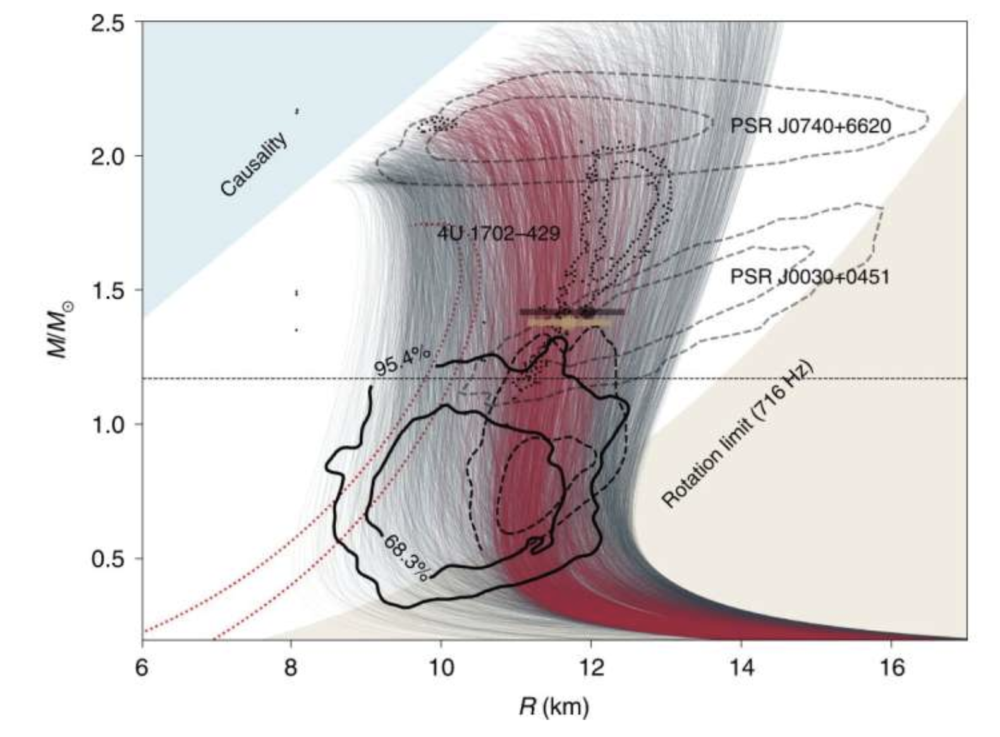 2.5
2.0
1.5
1.0
0.5
M/M☉
6
8
10
12
14
16
R (km)
Causality
PSR J0740+6620
4U 1702–429
PSR J0030+0451
95.4%
68.3%
Rotation limit (716 Hz)